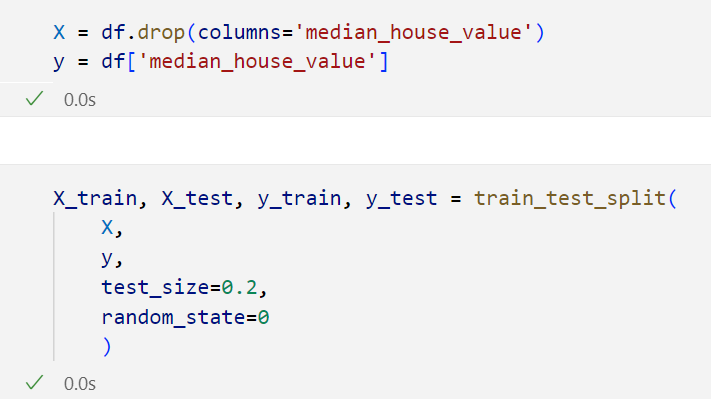 X = df.drop(columns='median_house_value')
y = df['median_house_value']
0.0s
X_train, X_test, y_train, y_test = train_test_split(
    X,
    y,
    test_size=0.2,
    random_state=0
    )
0.0s